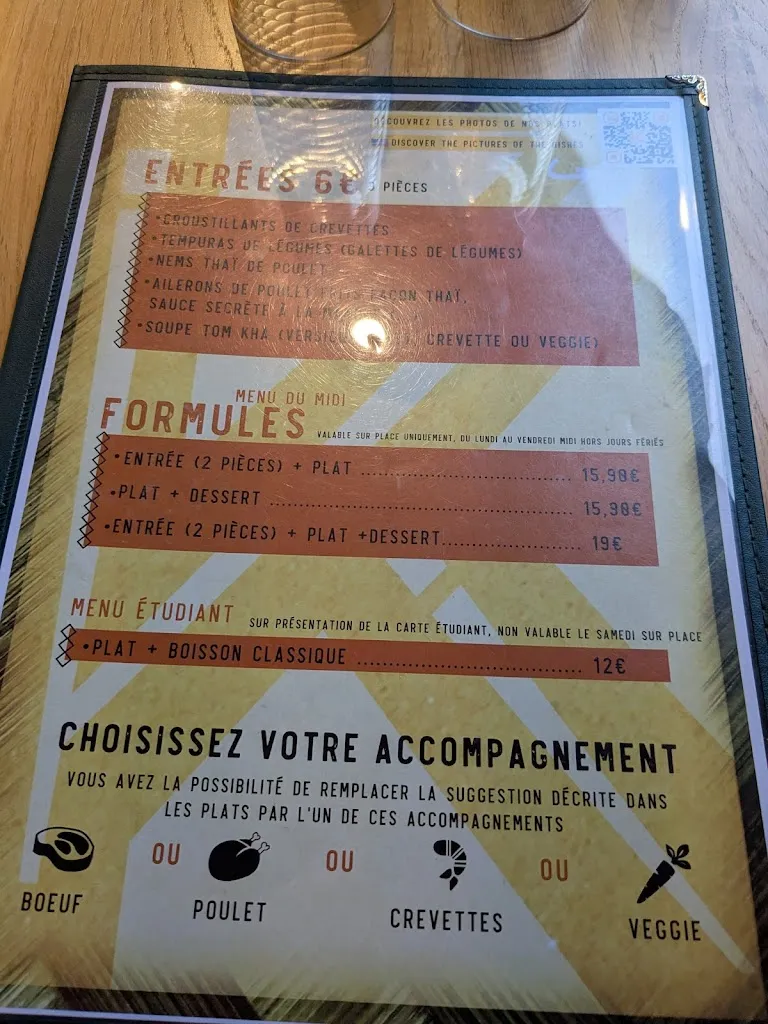 DÉCOUVREZ LES PHOTOS DE NOS PLATS!
DISCOVER THE PICTURES OF THE DISHES
ENTRÉES 6€ PIÈCES
•CROUSTILLANTS DE CREVETTES
•TEMPURAS DE LÉGUMES (GALETTES DE LÉGUMES)
•NEMS THAÏ DE POULET
•AILERONS DE POULET FRITS FAÇON THAÏ,
SAUCE SECRÈTE À LA
•SOUPE TOM KHA (VERSION CREVETTE OU VEGGIE)
MENU DU MIDI
FORMULES VALABLE SUR PLACE UNIQUEMENT, DU LUNDI AU VENDREDI MIDI HORS JOURS FÉRIÉS
•ENTRÉE (2 PIÈCES) + PLAT ........................................ 15,90€
•PLAT + DESSERT ........................................................ 15,90€
•ENTRÉE (2 PIÈCES) + PLAT +DESSERT.......................... 19€
MENU ÉTUDIANT SUR PRÉSENTATION DE LA CARTE ÉTUDIANT, NON VALABLE LE SAMEDI SUR PLACE
•PLAT + BOISSON CLASSIQUE .......................................... 12€
CHOISISSEZ VOTRE ACCOMPAGNEMENT
VOUS AVEZ LA POSSIBILITÉ DE REMPLACER LA SUGGESTION DÉCRITE DANS
LES PLATS PAR L'UN DE CES ACCOMPAGNEMENTS
OU OU OU
BOEUF POULET CREVETTES VEGGIE